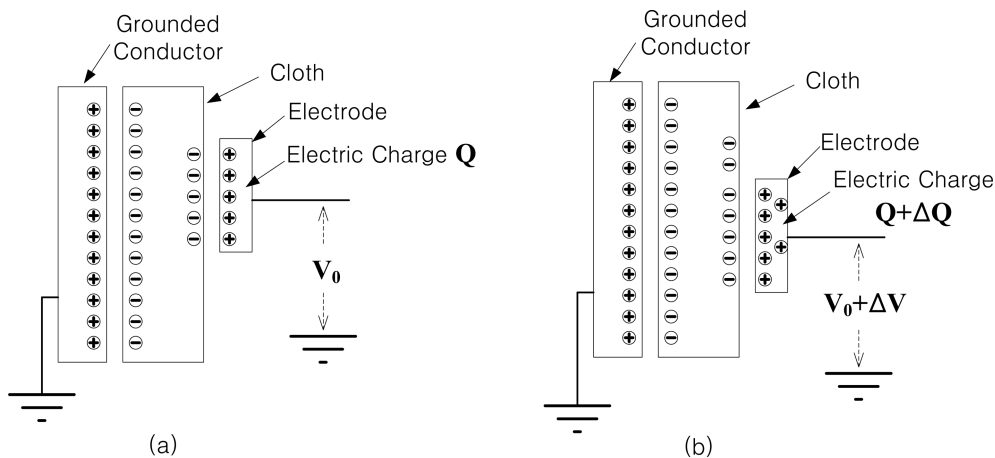 Grounded
Conductor
Cloth
Electrode
Electric Charge Q
V₀
(a)
Grounded
Conductor
Cloth
Electrode
Electric Charge
Q+ΔQ
V₀+ΔV
(b)